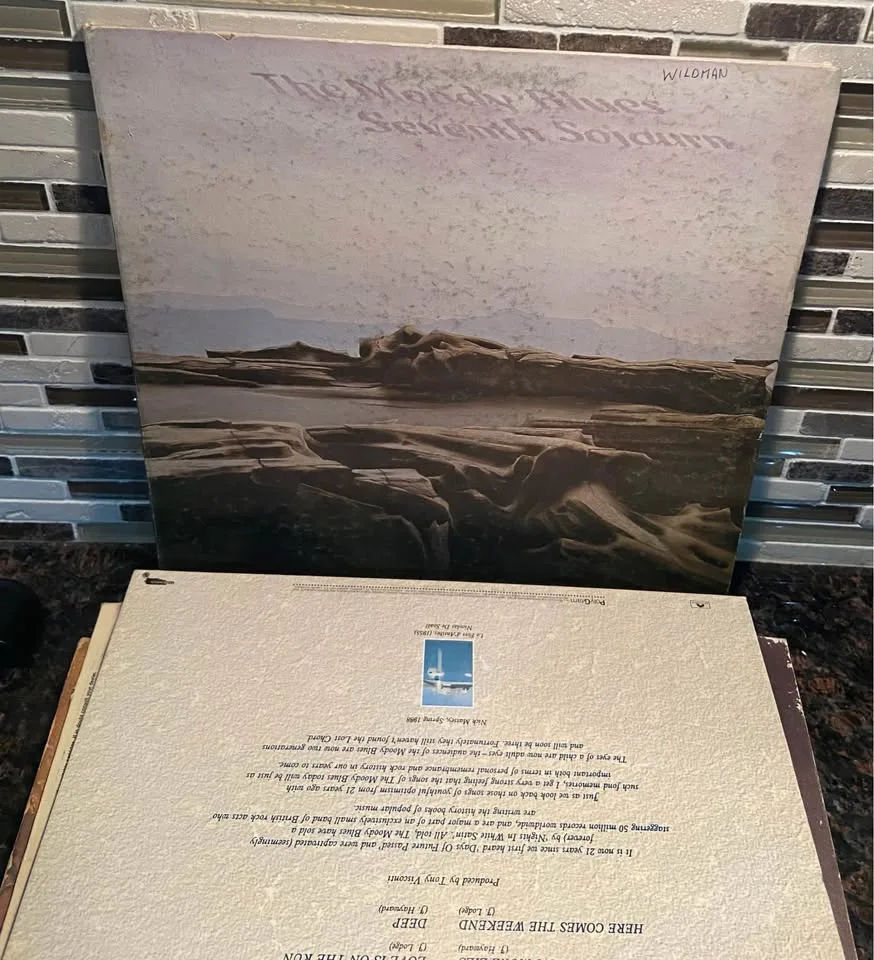 WILDMAN
The Moody Blues
Seventh Sojourn
HERE COMES THE WEEKEND
(J. Lodge)
DEEP
(J. Hayward)
(J. Hayward)
LOVE IS ON THE RUN
(J. Lodge)
Produced by Tony Visconti
It is now 21 years since we first heard 'Days Of Future Passed' and were captivated (seemingly
forever) by 'Nights In White Satin'. All told, The Moody Blues have sold a
staggering 50 million records worldwide, and are a major part of an exclusively small band of British rock acts who
are writing the history books of popular music.
Just as we look back on those songs of youthful optimism from 21 years ago with
such fond memories, I get a very strong feeling that the songs of The Moody Blues today will be just as
important both in terms of personal remembrance and rock history in our years to come.
The eyes of a child are now adult eyes – the audiences of the Moody Blues are now two generations
and will soon be three. Fortunately they still haven't found the Lost Chord.
Nick Massey, Spring 1988
(1955)
PolyGram